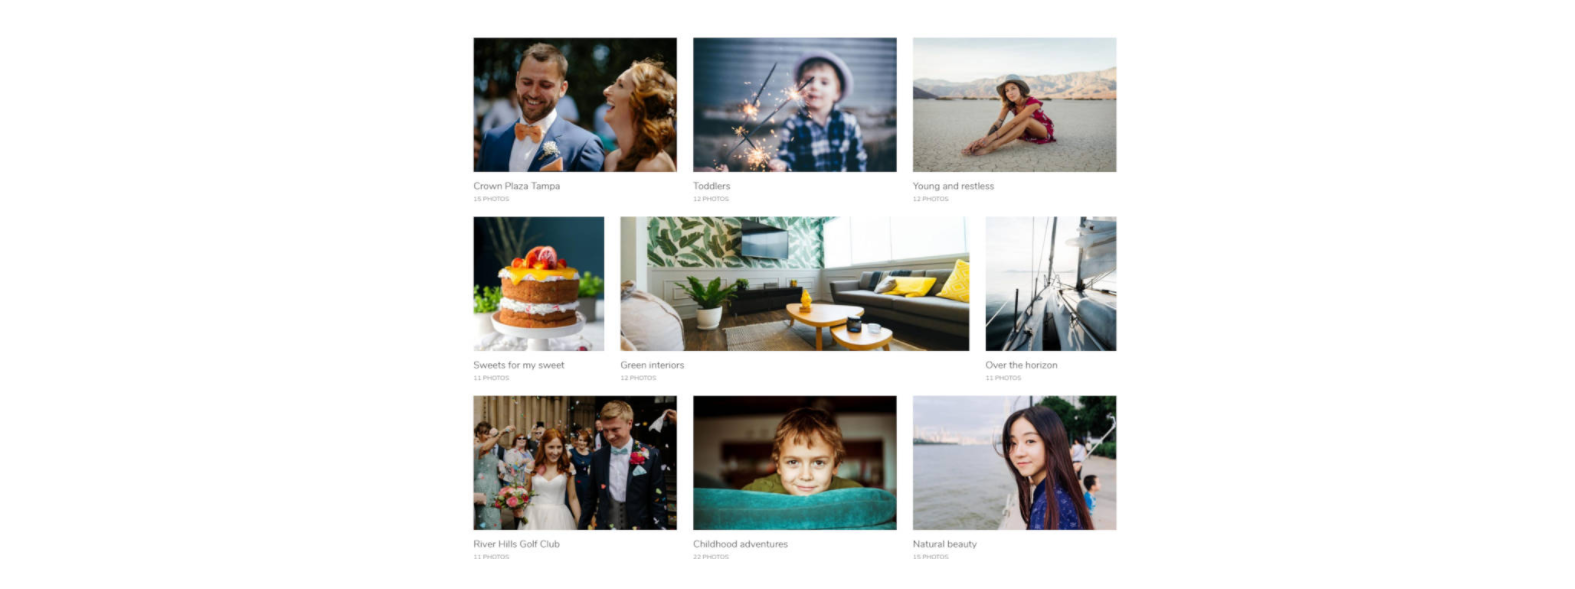 Crown Plaza Tampa
15 PHOTOS
Toddlers
12 PHOTOS
Young and restless
12 PHOTOS
Sweets for my sweet
11 PHOTOS
Green interiors
12 PHOTOS
Over the horizon
11 PHOTOS
River Hills Golf Club
11 PHOTOS
Childhood adventures
22 PHOTOS
Natural beauty
15 PHOTOS